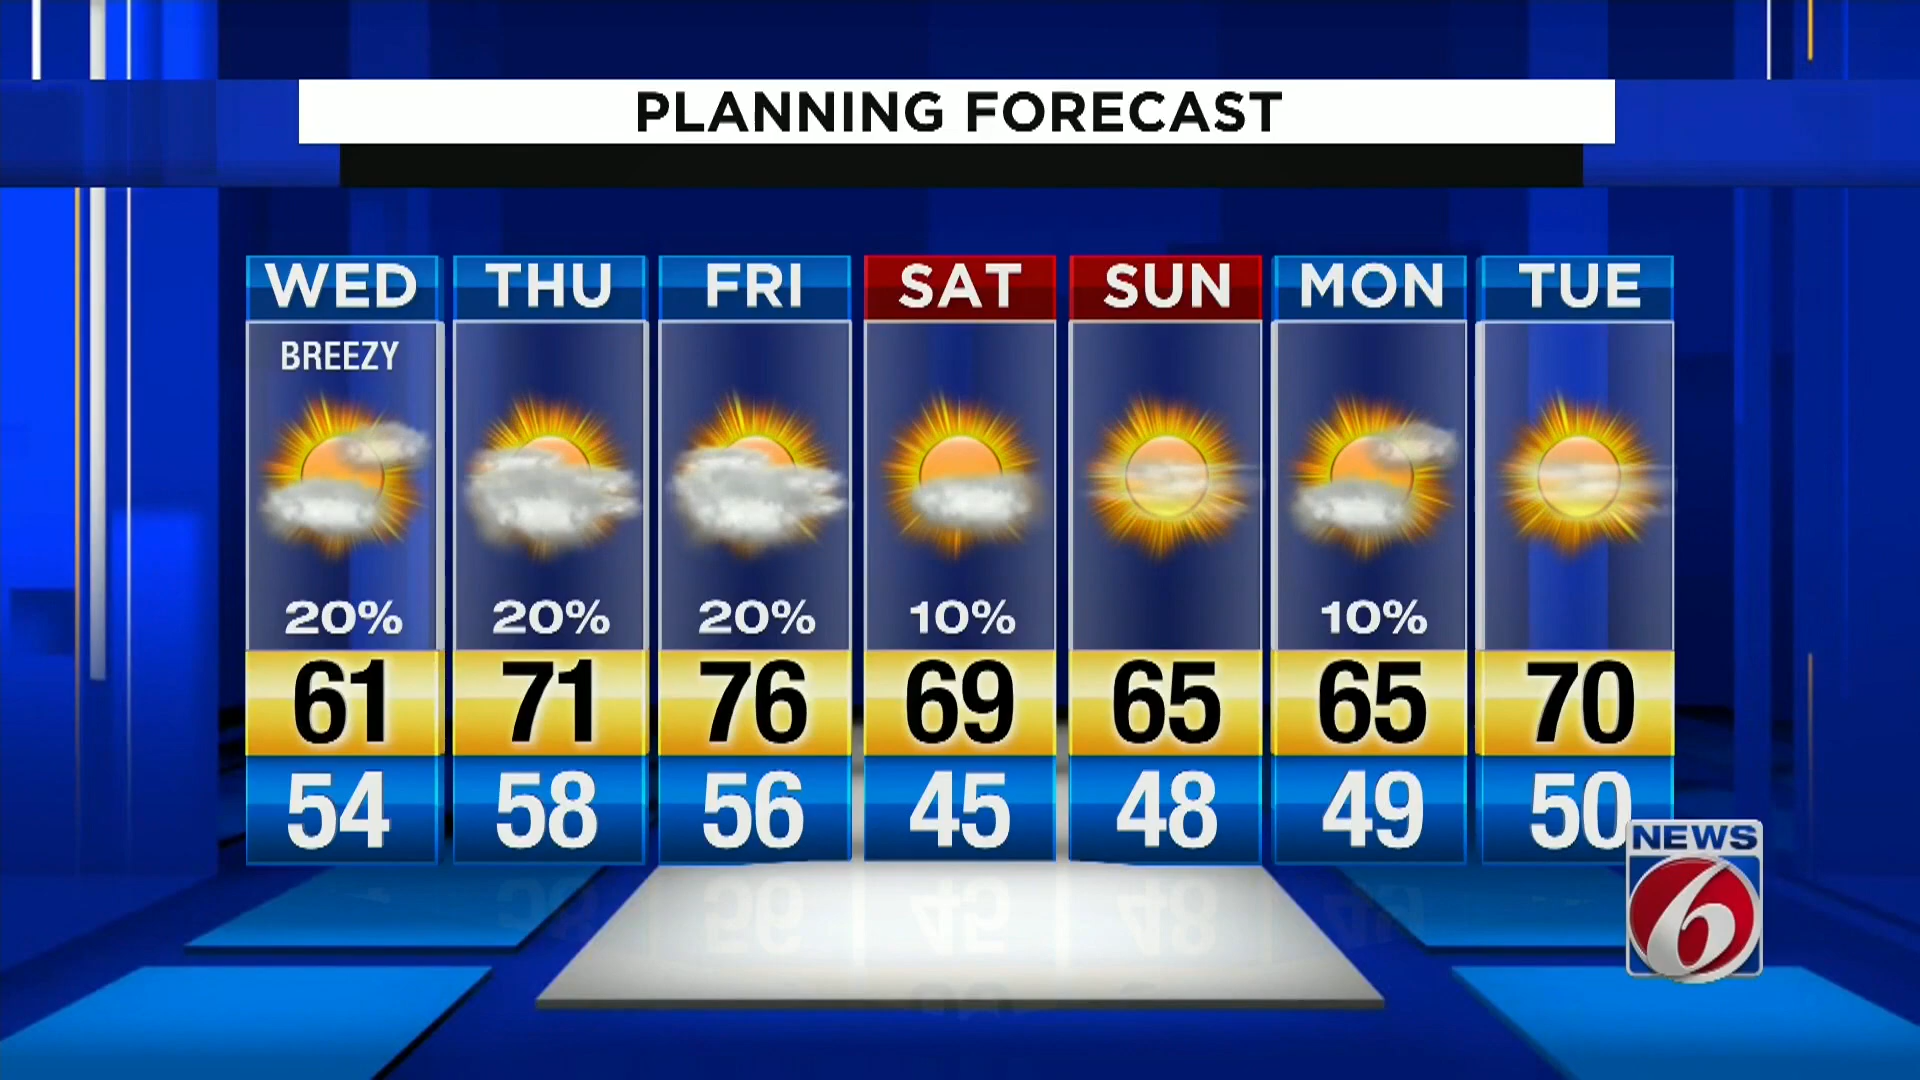 PLANNING FORECAST
WED THU FRI SAT SUN MON TUE
BREEZY
20% 20% 20% 10% 10%
61 71 76 69 65 65 70
54 58 56 45 48 49 50
NEWS
6